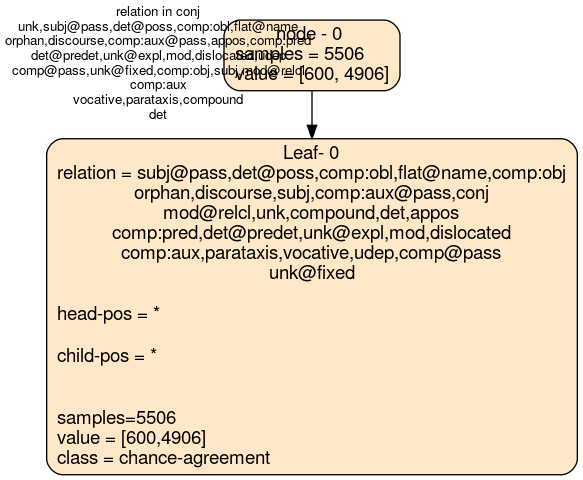 relation in conj
unk,subj@pass,det@poss,comp:obl,flat@name
orphan,discourse,comp:aux@pass,appos,comp:pred
det@predet,unk@expl,mod,dislocated,udep
comp@pass,unk@fixed,comp:obj,subj,mod@relcl
comp:aux
vocative,parataxis,compound
det
node - 0
samples = 5506
value = [600, 4906]
Leaf- 0
relation = subj@pass,det@poss,comp:obl,flat@name,comp:obj
orphan,discourse,subj,comp:aux@pass,conj
mod@relcl,unk,compound,det,appos
comp:pred,det@predet,unk@expl,mod,dislocated
comp:aux,parataxis,vocative,udep,comp@pass
unk@fixed
head-pos = *
child-pos = *
samples=5506
value = [600,4906]
class = chance-agreement